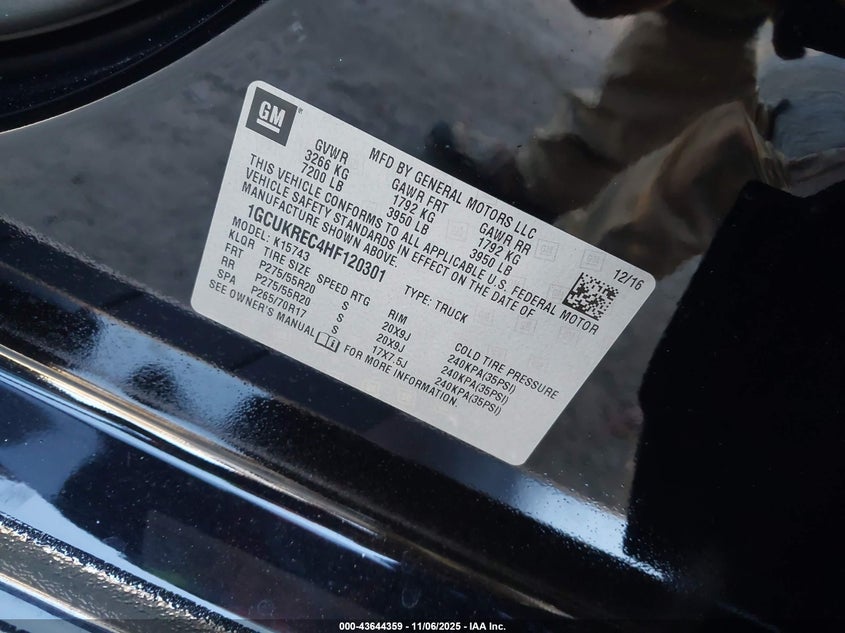 GM
MFD BY GENERAL MOTORS LLC
GVWR GAWR FRT GAWR RR
3266 KG 1792 KG 1792 KG
7200 LB 3950 LB 3950 LB
12/16
THIS VEHICLE CONFORMS TO ALL APPLICABLE U.S. FEDERAL MOTOR
VEHICLE SAFETY STANDARDS IN EFFECT ON THE DATE OF
MANUFACTURE SHOWN ABOVE.
1GCUKREC4HF120301 TYPE: TRUCK
MODEL: K15743
KLQR TIRE SIZE SPEED RTG RIM COLD TIRE PRESSURE
FRT P275/55R20 S 20X9J 240KPA(35PSI)
RR P275/55R20 S 20X9J 240KPA(35PSI)
SPA P265/70R17 S 17X7.5J 240KPA(35PSI)
SEE OWNER'S MANUAL FOR MORE INFORMATION.
000-43644359 - 11/06/2025 - IAA Inc.